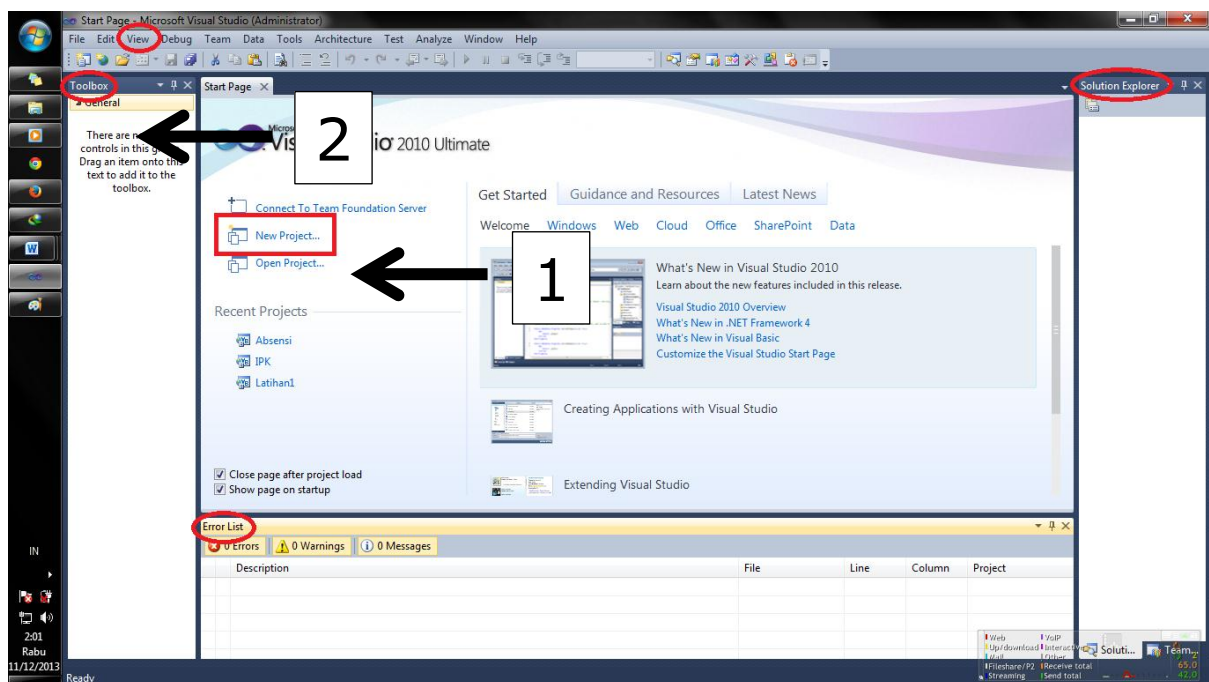 Start Page - Microsoft Visual Studio (Administrator)
File Edit View Debug Team Data Tools Architecture Test Analyze Window Help
Toolbox
General
There are
controls in this
Drag an item onto this
text to add it to the
toolbox.
Start Page
2010 Ultimate
2
Connect To Team Foundation Server
New Project...
Open Project...
1
Recent Projects
Absensi
IPK
Latihan1
Close page after project load
Show page on startup
Get Started Guidance and Resources Latest News
Welcome Windows Web Cloud Office SharePoint Data
What's New in Visual Studio 2010
Learn about the new features included in this release.
Visual Studio 2010 Overview
What's New in .NET Framework 4
What's New in Visual Basic
Customize the Visual Studio Start Page
Creating Applications with Visual Studio
Extending Visual Studio
Solution Explorer
Error List
0 Errors 0 Warnings 0 Messages
Description File Line Column Project
Web VoIP
Up/download
Fileshare/P2 Receive total 65.0
Streaming Send total 42.0
Soluti... Team...
IN
2:01
Rabu
11/12/2013
Ready